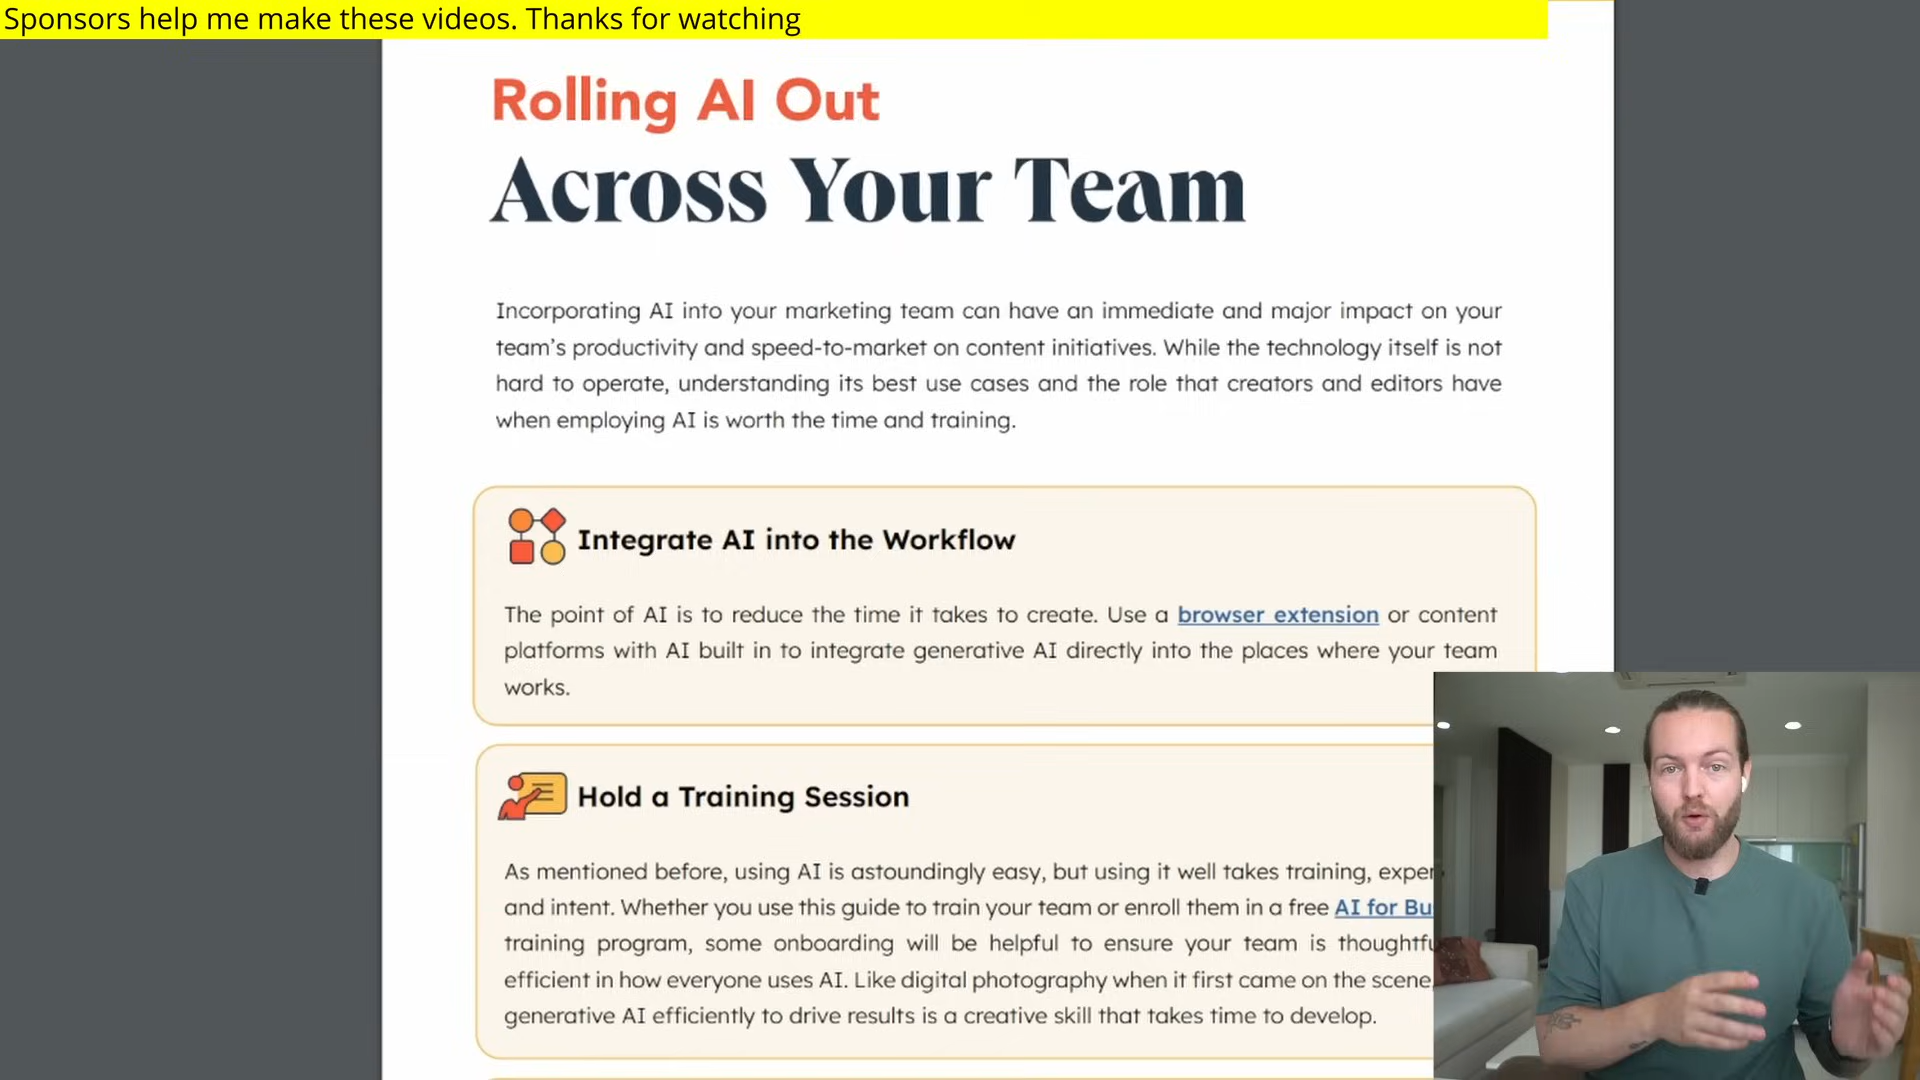 Sponsors help me make these videos. Thanks for watching
Rolling AI Out
Across Your Team
Incorporating AI into your marketing team can have an immediate and major impact on your
team’s productivity and speed-to-market on content initiatives. While the technology itself is not
hard to operate, understanding its best use cases and the role that creators and editors have
when employing AI is worth the time and training.
Integrate AI into the Workflow
The point of AI is to reduce the time it takes to create. Use a browser extension or content
platforms with AI built in to integrate generative AI directly into the places where your team
works.
Hold a Training Session
As mentioned before, using AI is astoundingly easy, but using it well takes training,
and intent. Whether you use this guide to train your team or enroll them in a free AI for
training program, some onboarding will be helpful to ensure your team is
efficient in how everyone uses AI. Like digital photography when it first came on the scene,
generative AI efficiently to drive results is a creative skill that takes time to develop.